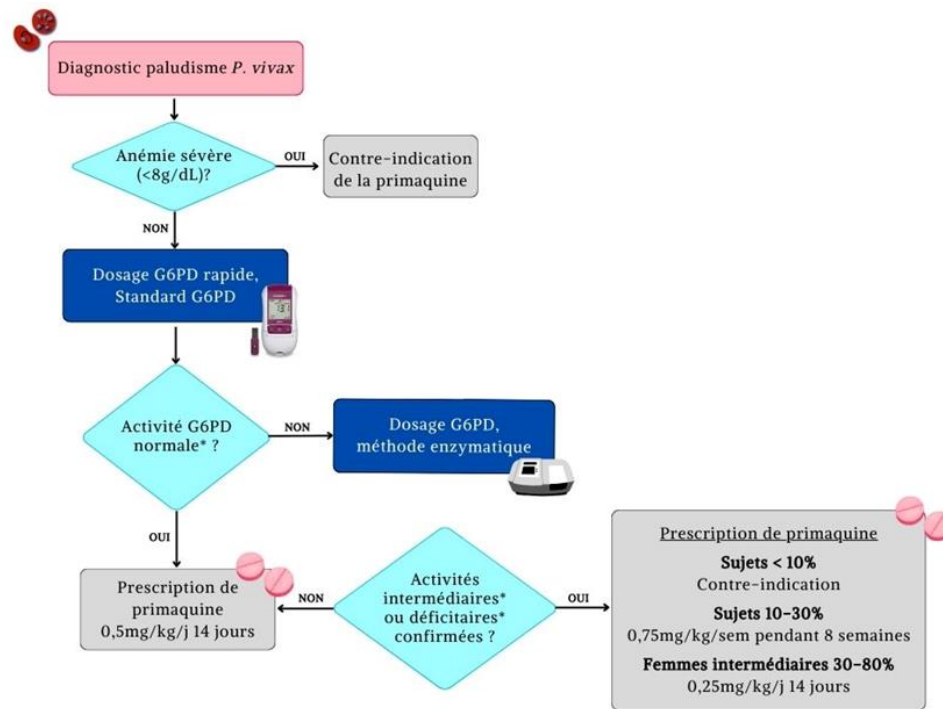 Diagnostic paludisme P. vivax
Anémie sévère
(<8g/dL)?
OUI
Contre-indication
de la primaquine
NON
Dosage G6PD rapide,
Standard G6PD
Activité G6PD
normale* ?
NON
Dosage G6PD,
méthode enzymatique
OUI
Prescription de
primaquine
0,5mg/kg/j 14 jours
NON
Activités
intermédiaires*
ou déficitaires*
confirmées ?
OUI
Prescription de primaquine
Sujets < 10%
Contre-indication
Sujets 10-30%
0,75mg/kg/sem pendant 8 semaines
Femmes intermédiaires 30-80%
0,25mg/kg/j 14 jours